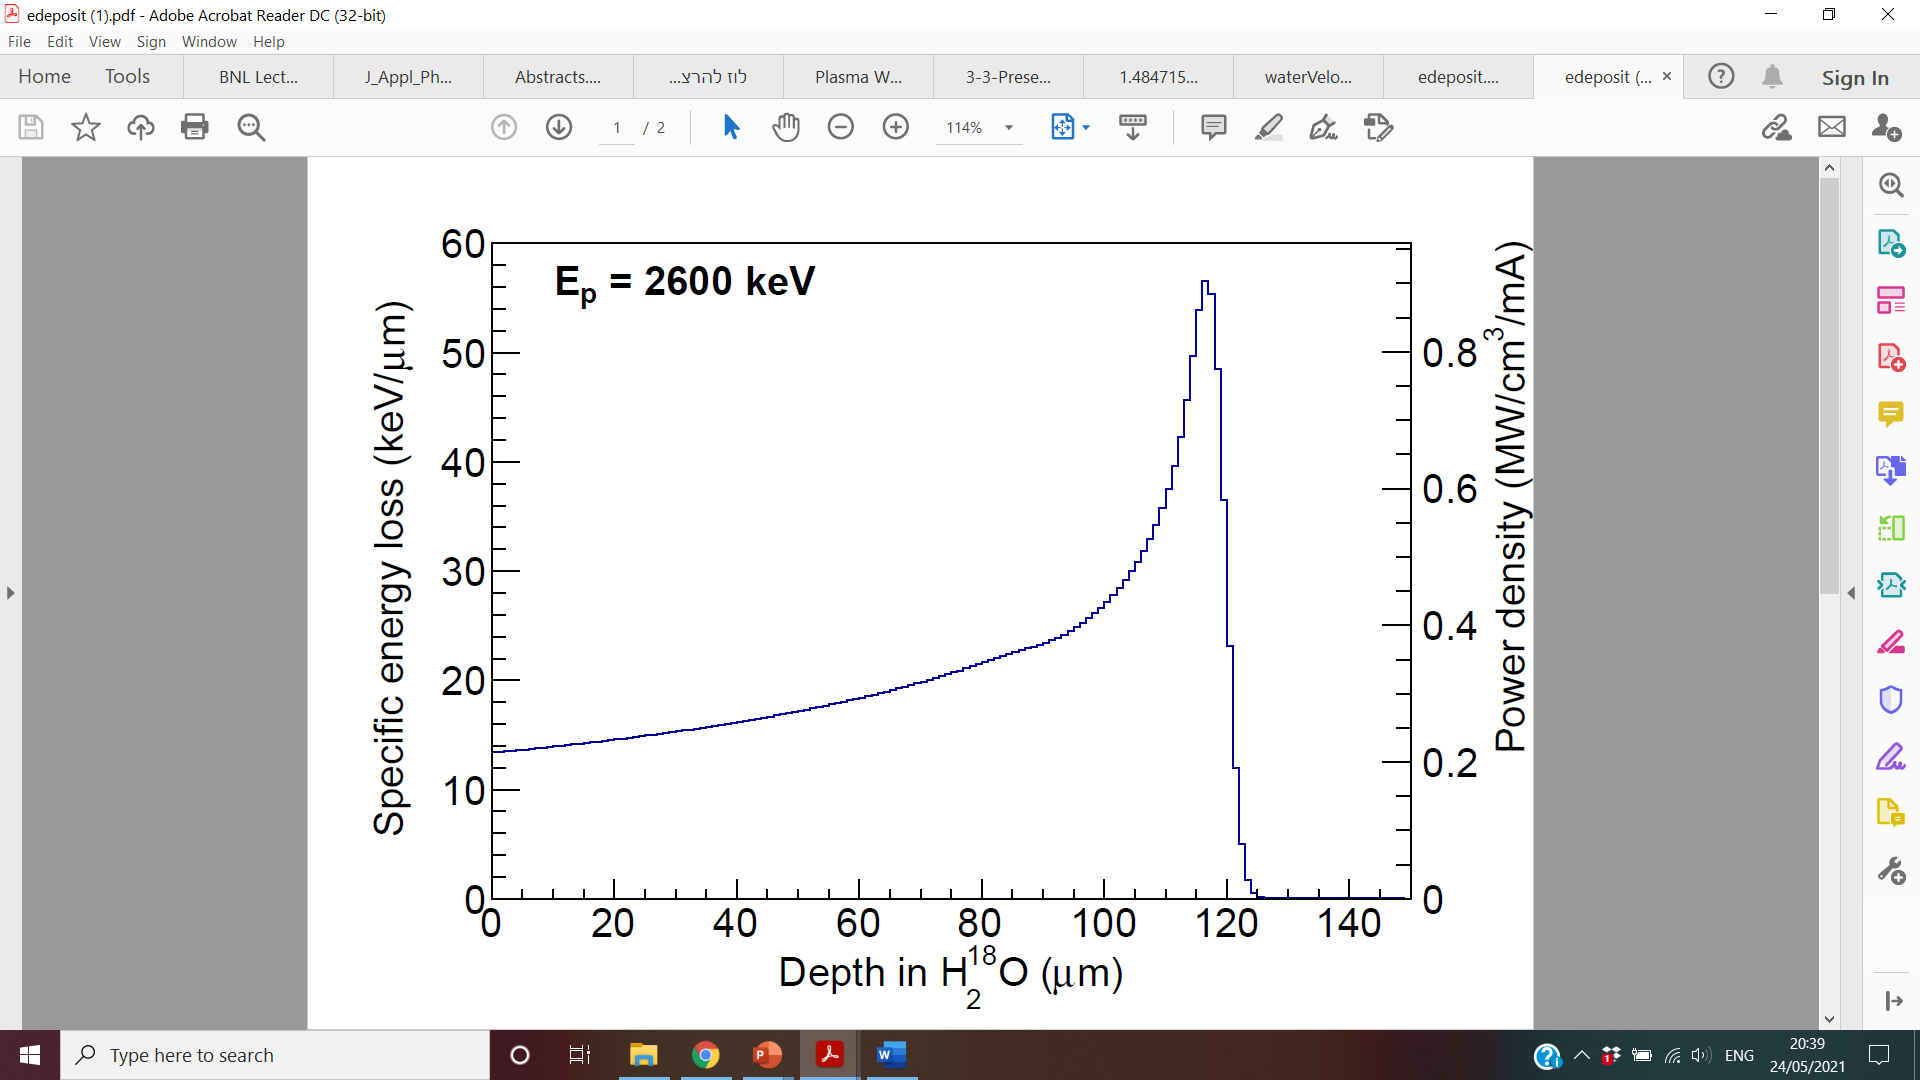 edeposit (1).pdf - Adobe Acrobat Reader DC (32-bit)
File Edit View Sign Window Help
Home Tools BNL Lect... J_Appl_Ph... Abstracts.... לוז להרצ... Plasma W... 3-3-Prese... 1.484715... waterVelo... edeposit.... edeposit (... × Sign In
1 / 2 114%
E_p = 2600 keV
Specific energy loss (keV/μm)
60
50
40
30
20
10
0
0 20 40 60 80 100 120 140
Depth in H₂¹⁸O (μm)
0.8
0.6
0.4
0.2
0
Power density (MW/cm³/mA)
Type here to search
ENG
20:39
24/05/2021